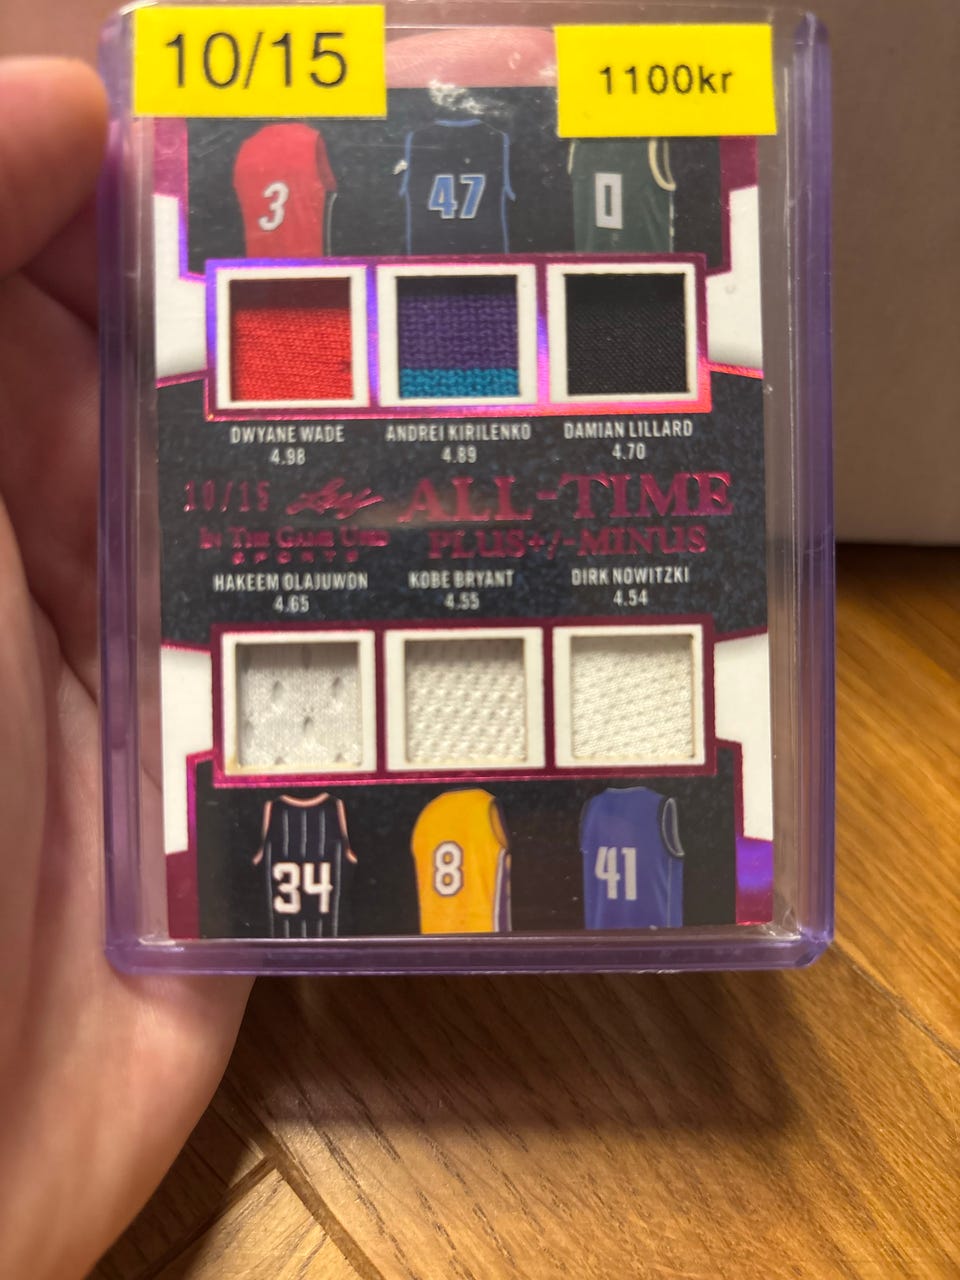 10/15
1100kr
3
47
0
DWYANE WADE
4.98
ANDREI KIRILENKO
4.89
DAMIAN LILLARD
4.70
10/15 Leaf ALL-TIME
IN THE GAME USED
SPORTS
PLUS+/-MINUS
HAKEEM OLAJUWON
4.65
KOBE BRYANT
4.55
DIRK NOWITZKI
4.54
34
8
41